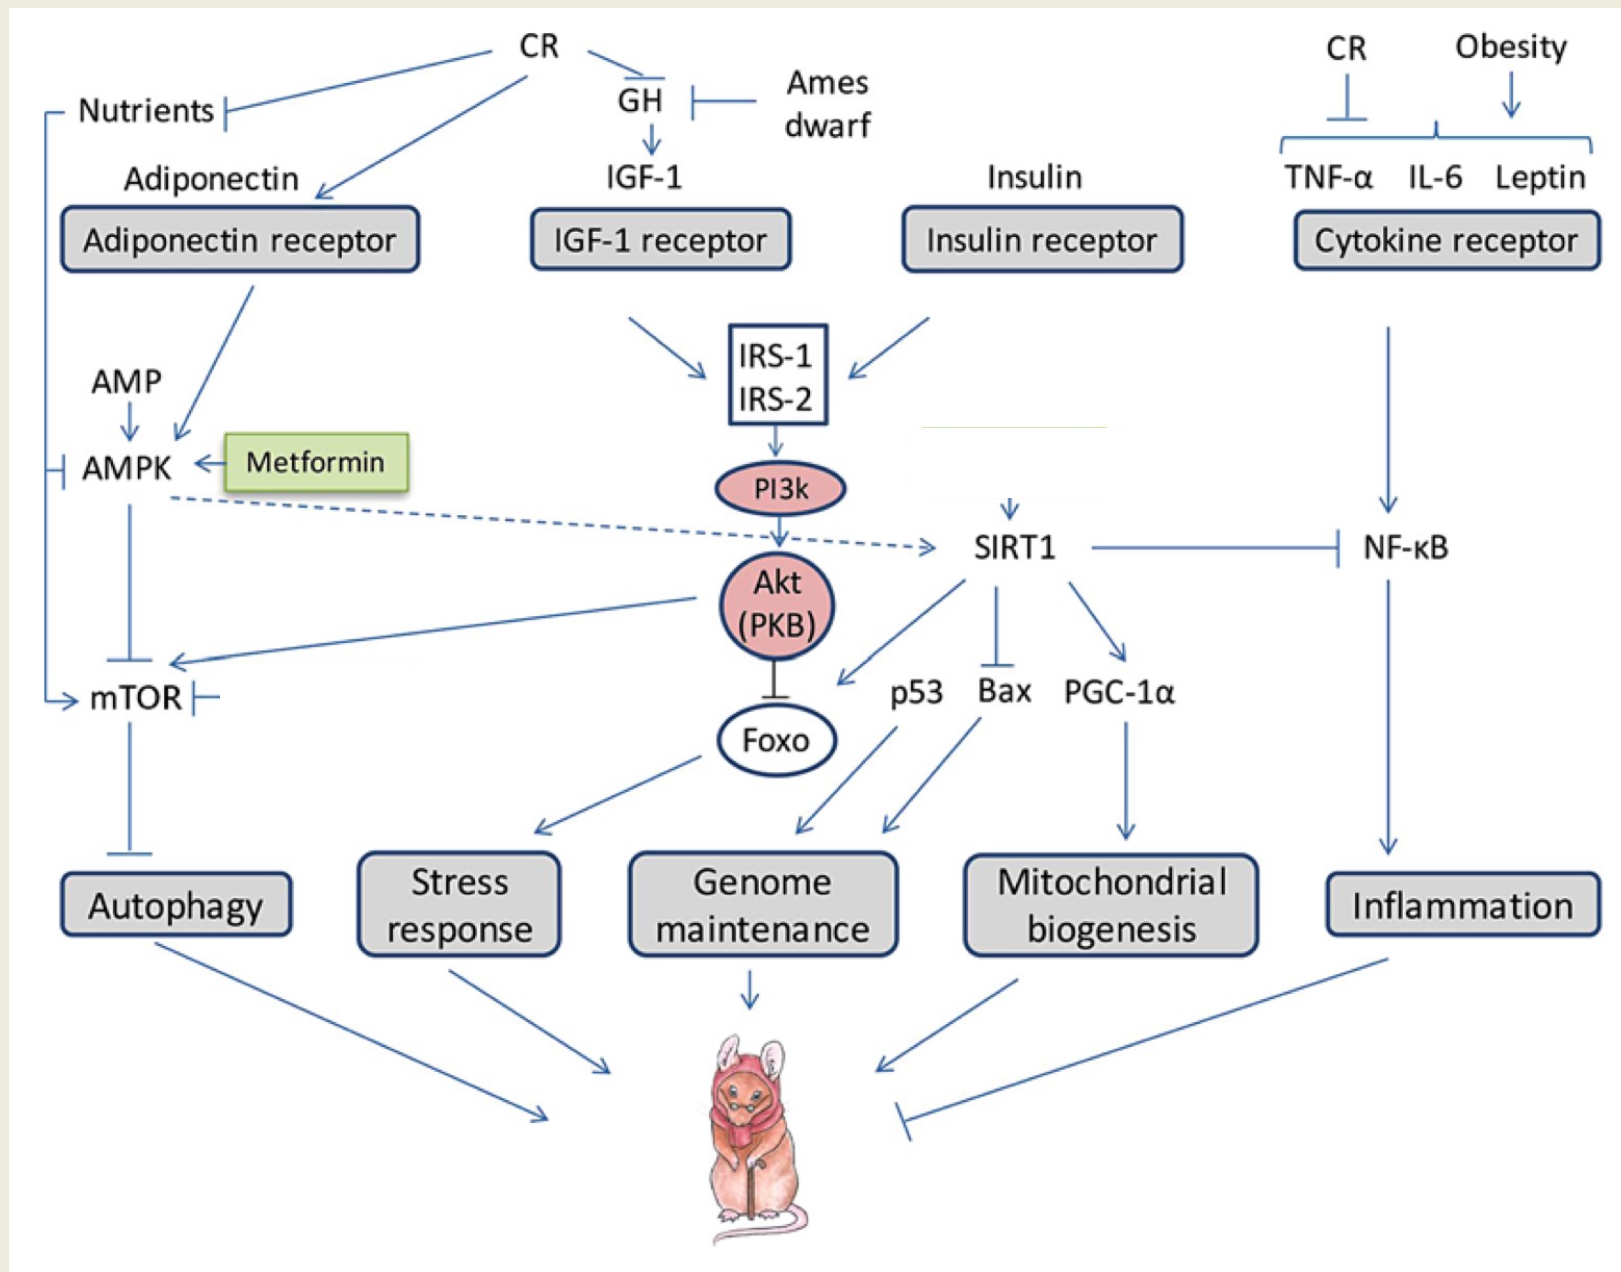 CR
CR
Obesity
Nutrients
GH
Ames
dwarf
Adiponectin
IGF-1
Insulin
TNF-α
IL-6
Leptin
Adiponectin receptor
IGF-1 receptor
Insulin receptor
Cytokine receptor
IRS-1
IRS-2
AMP
AMPK
Metformin
PI3k
SIRT1
NF-κB
Akt
(PKB)
mTOR
p53
Bax
PGC-1α
Foxo
Autophagy
Stress
response
Genome
maintenance
Mitochondrial
biogenesis
Inflammation